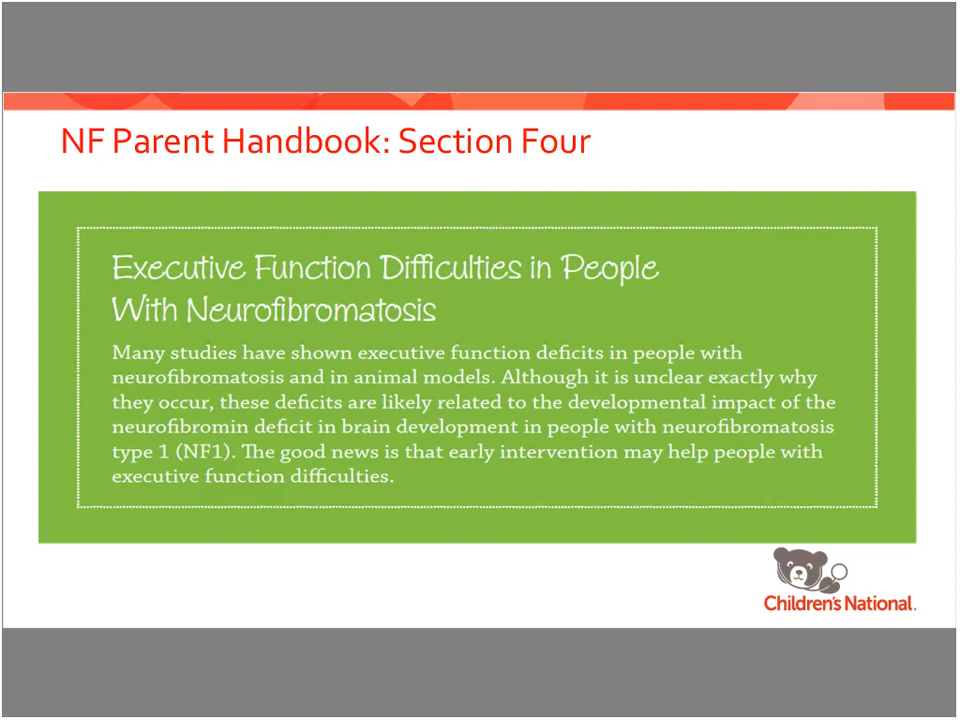 NF Parent Handbook: Section Four
Executive Function Difficulties in People
With Neurofibromatosis
Many studies have shown executive function deficits in people with
neurofibromatosis and in animal models. Although it is unclear exactly why
they occur, these deficits are likely related to the developmental impact of the
neurofibromin deficit in brain development in people with neurofibromatosis
type 1 (NF1). The good news is that early intervention may help people with
executive function difficulties.
Children's National.